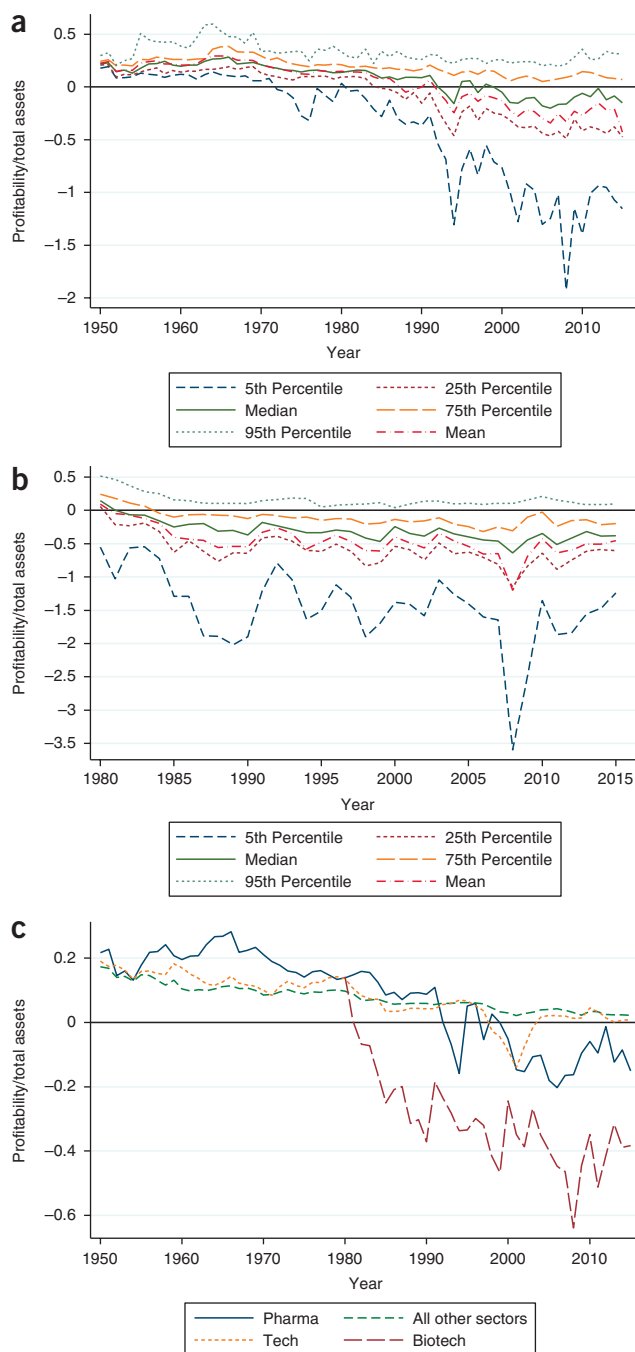 a
0.5
0
−0.5
−1
−1.5
−2
Profitability/total assets
1950 1960 1970 1980 1990 2000 2010
Year
5th Percentile 25th Percentile
Median 75th Percentile
95th Percentile Mean
b
0.5
0
−0.5
−1
−1.5
−2
−2.5
−3
−3.5
Profitability/total assets
1980 1985 1990 1995 2000 2005 2010 2015
Year
5th Percentile 25th Percentile
Median 75th Percentile
95th Percentile Mean
c
0.2
0
−0.2
−0.4
−0.6
Profitability/total assets
1950 1960 1970 1980 1990 2000 2010
Year
Pharma All other sectors
Tech Biotech